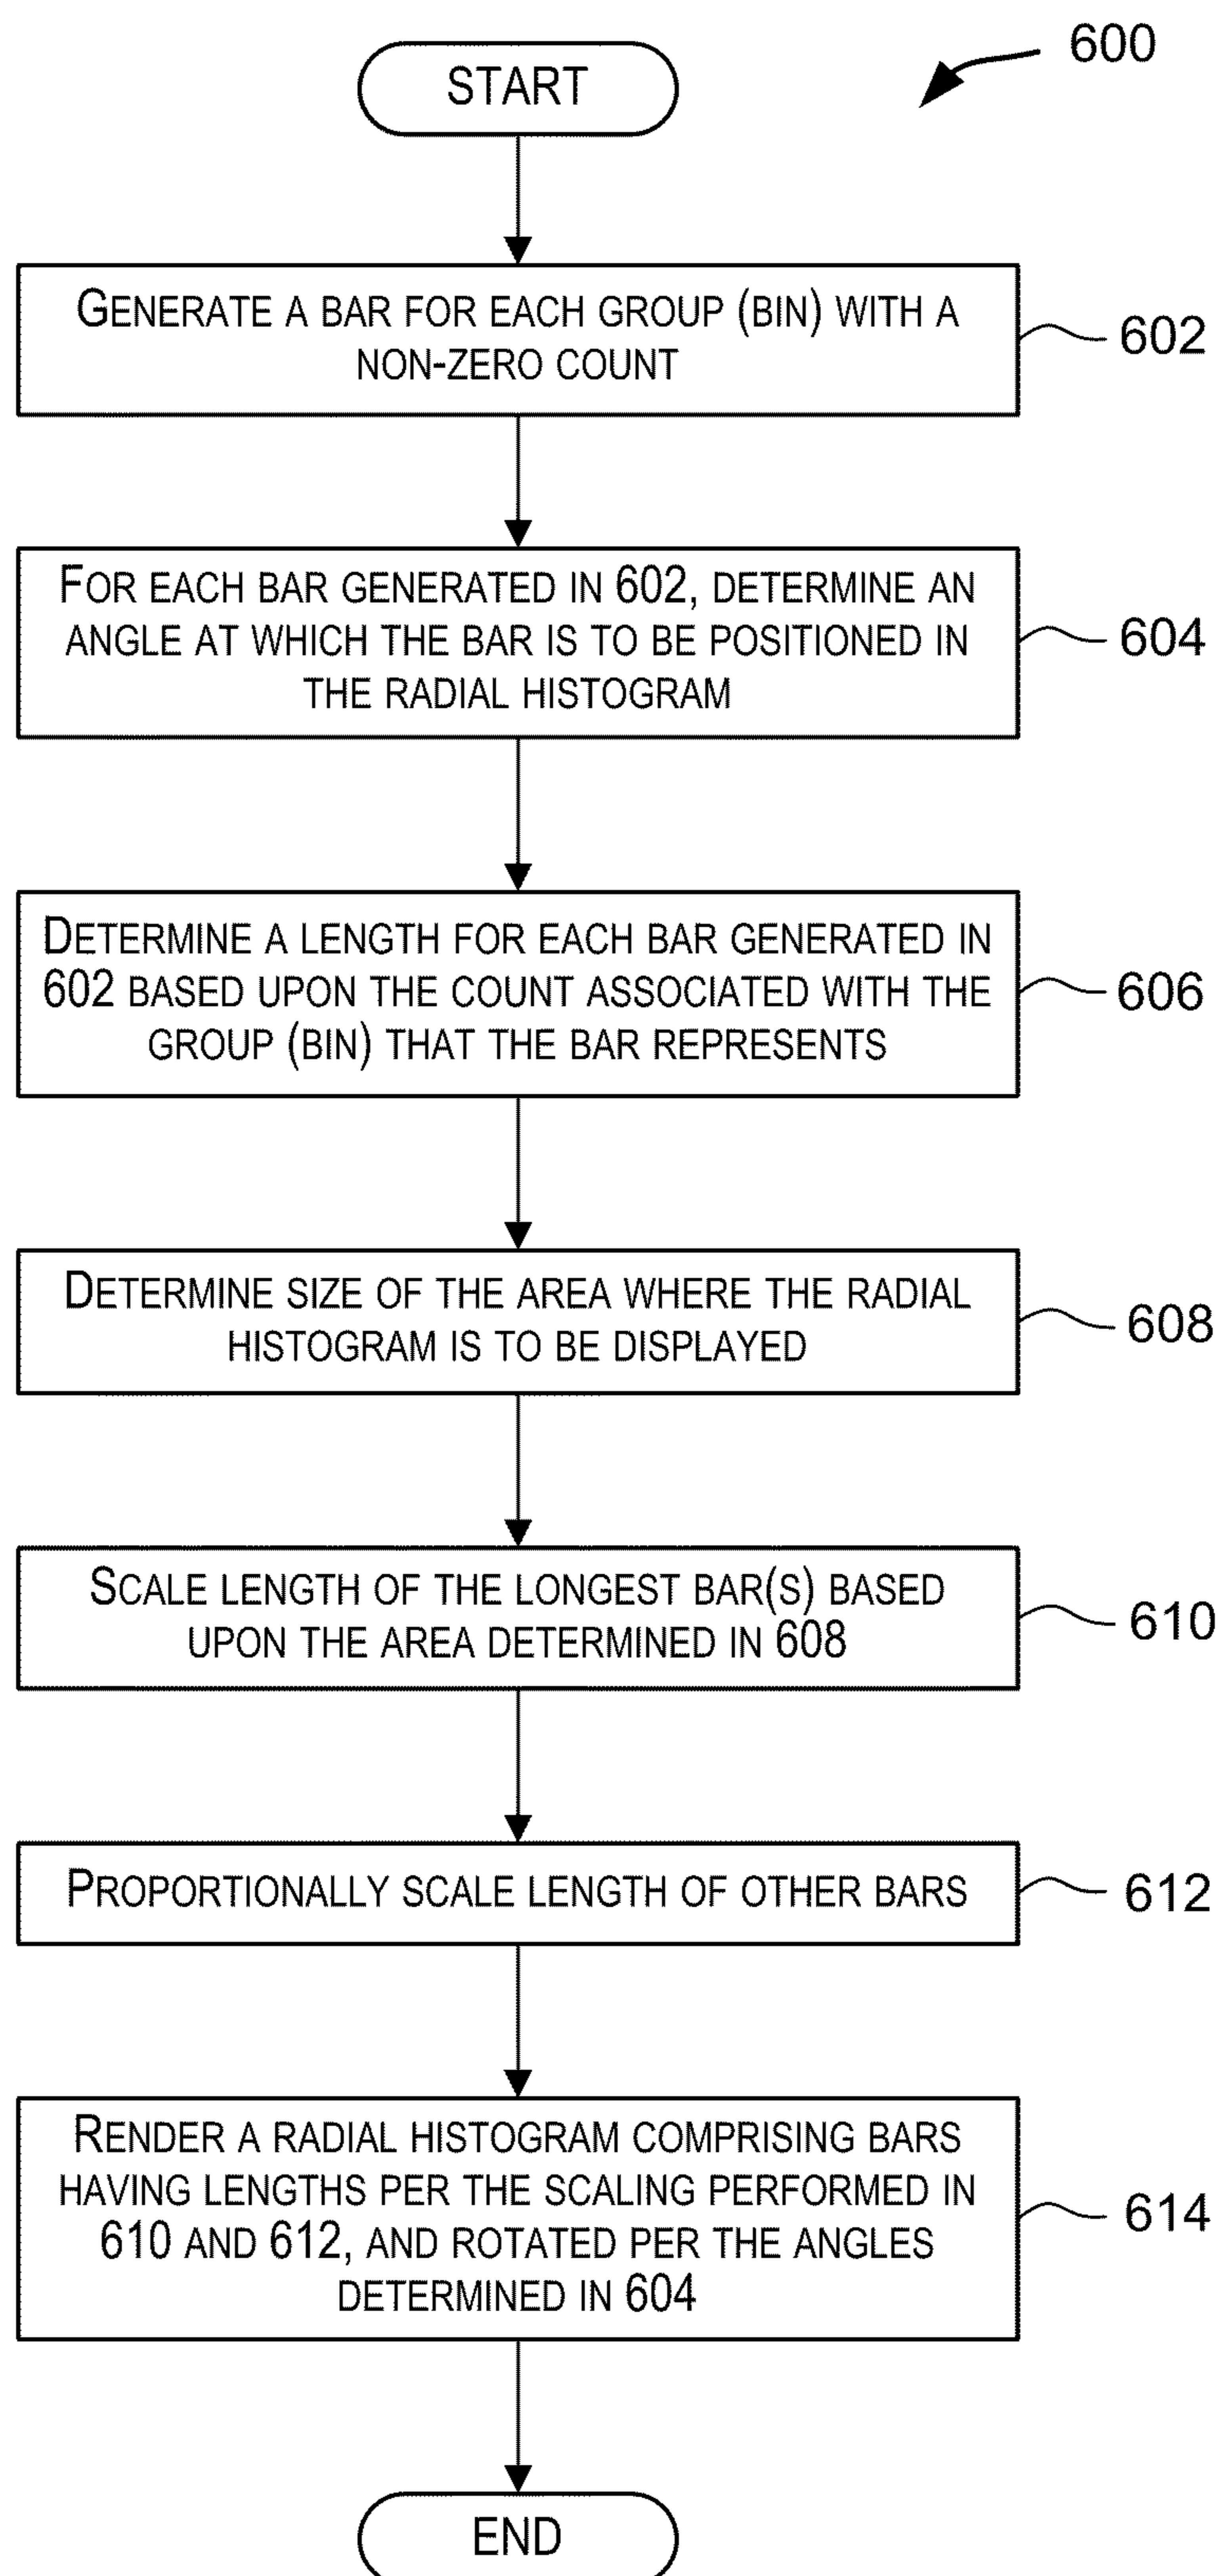 START
600
GENERATE A BAR FOR EACH GROUP (BIN) WITH A
NON-ZERO COUNT
602
FOR EACH BAR GENERATED IN 602, DETERMINE AN
ANGLE AT WHICH THE BAR IS TO BE POSITIONED IN
THE RADIAL HISTOGRAM
604
DETERMINE A LENGTH FOR EACH BAR GENERATED IN
602 BASED UPON THE COUNT ASSOCIATED WITH THE
GROUP (BIN) THAT THE BAR REPRESENTS
606
DETERMINE SIZE OF THE AREA WHERE THE RADIAL
HISTOGRAM IS TO BE DISPLAYED
608
SCALE LENGTH OF THE LONGEST BAR(S) BASED
UPON THE AREA DETERMINED IN 608
610
PROPORTIONALLY SCALE LENGTH OF OTHER BARS
612
RENDER A RADIAL HISTOGRAM COMPRISING BARS
HAVING LENGTHS PER THE SCALING PERFORMED IN
610 AND 612, AND ROTATED PER THE ANGLES
DETERMINED IN 604
614
END